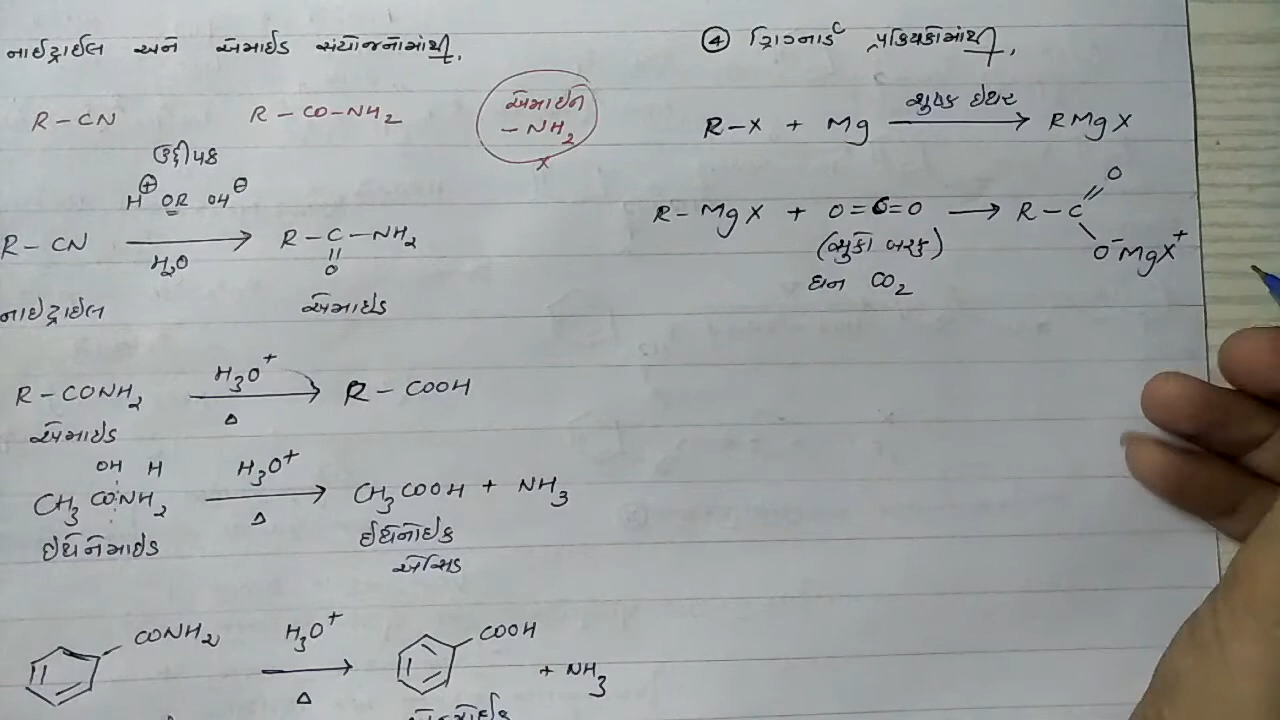 નાઈટ્રાઈલ અને એમાઈડ સંયોજનોમાંથી.
R – CN R – CO – NH₂
એમાઈન
– NH₂
x
ઉદ્દીપક
H⊕ OR OH⊖
R – CN ⟶ R – C – NH₂
H₂O
O
નાઈટ્રાઈલ એમાઈડ
H₃O⁺
R – CONH₂ ⟶ R – COOH
Δ
એમાઈડ
OH H
H₃O⁺
CH₃ CONH₂ ⟶ CH₃COOH + NH₃
Δ
ઈથેનેમાઈડ ઈથેનોઈક
એસિડ
CONH₂ H₃O⁺ COOH
⟶ + NH₃
Δ
④ ગ્રિગ્નાર્ડ પ્રક્રિયકોમાંથી.
શુષ્ક ઈથર
R – X + Mg ⟶ RMgX
O
R – MgX + O=C=O ⟶ R – C
O⁻MgX⁺
(સુકો બરફ)
ઘન CO₂